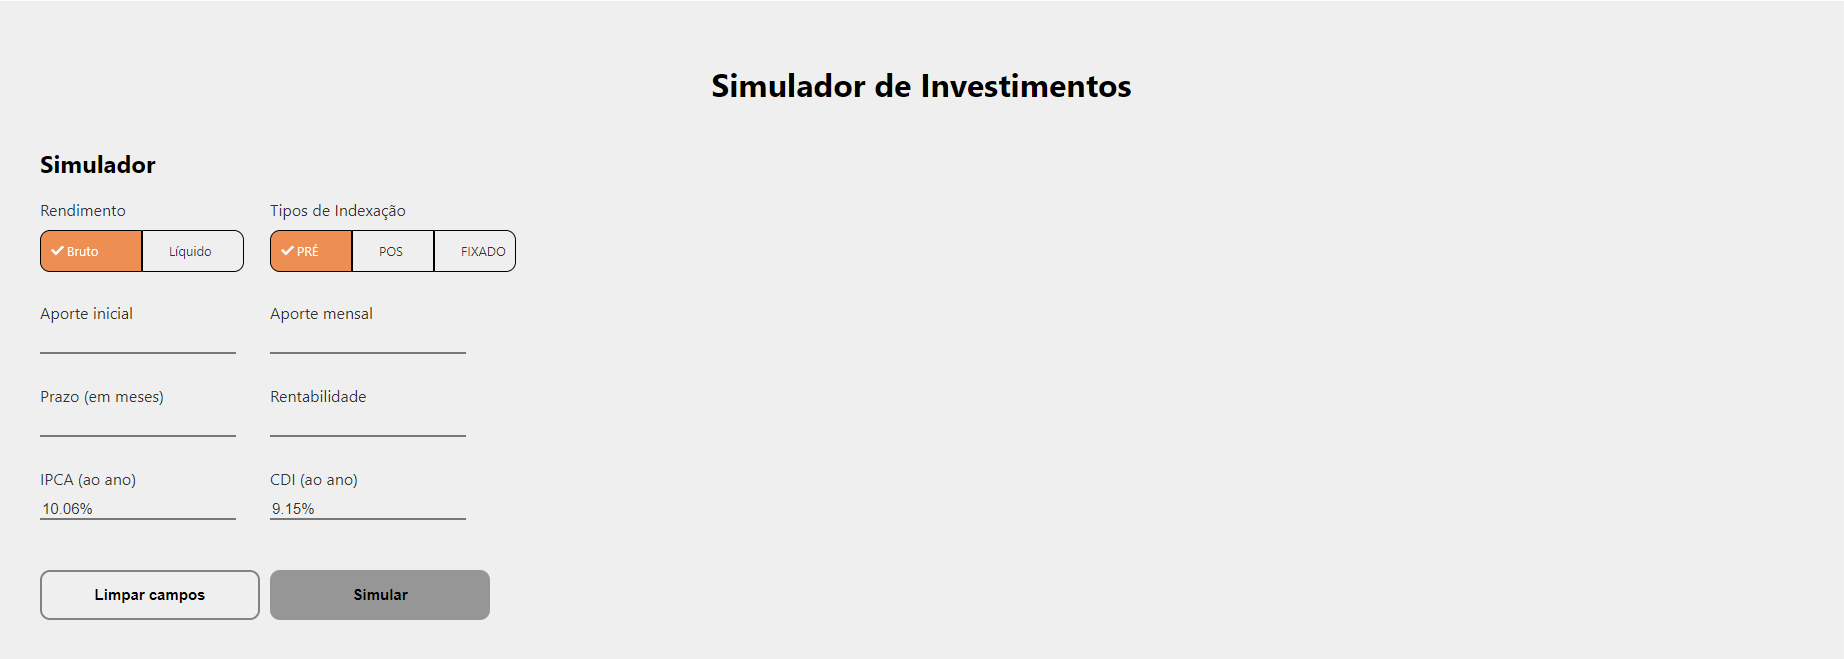 Simulador de Investimentos
Simulador
Rendimento Tipos de Indexação
Bruto Líquido PRÉ POS FIXADO
Aporte inicial Aporte mensal
Prazo (em meses) Rentabilidade
IPCA (ao ano) CDI (ao ano)
10.06% 9.15%
Limpar campos Simular